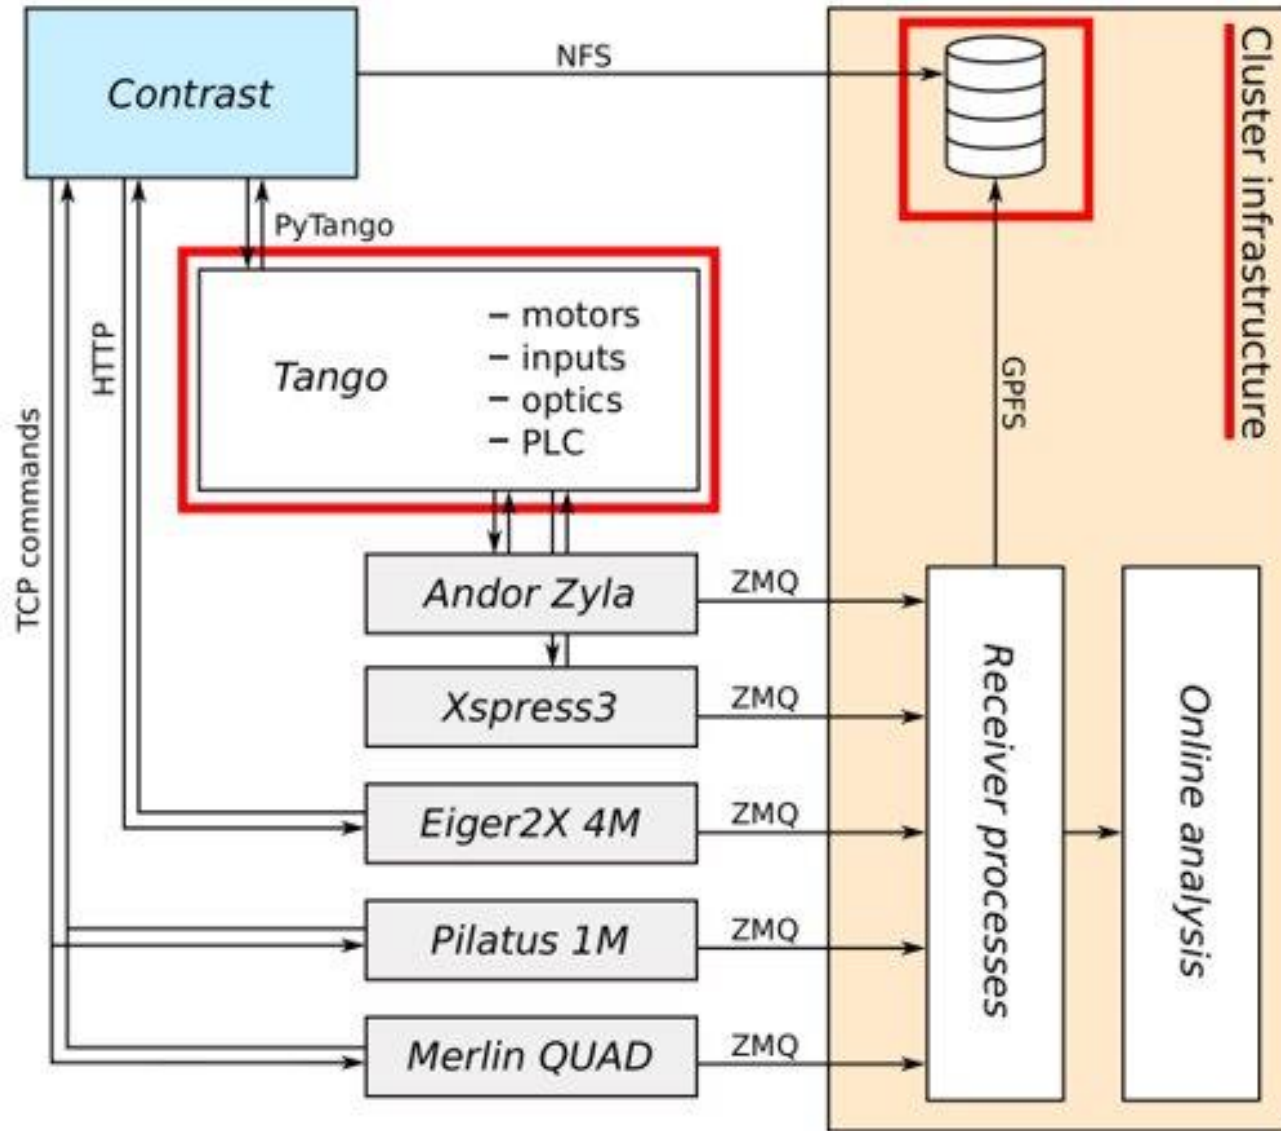 Contrast
NFS
Cluster infrastructure
PyTango
HTTP
TCP commands
Tango
– motors
– inputs
– optics
– PLC
GPFS
Andor Zyla
ZMQ
Xspress3
ZMQ
Eiger2X 4M
ZMQ
Pilatus 1M
ZMQ
Merlin QUAD
ZMQ
Receiver processes
Online analysis